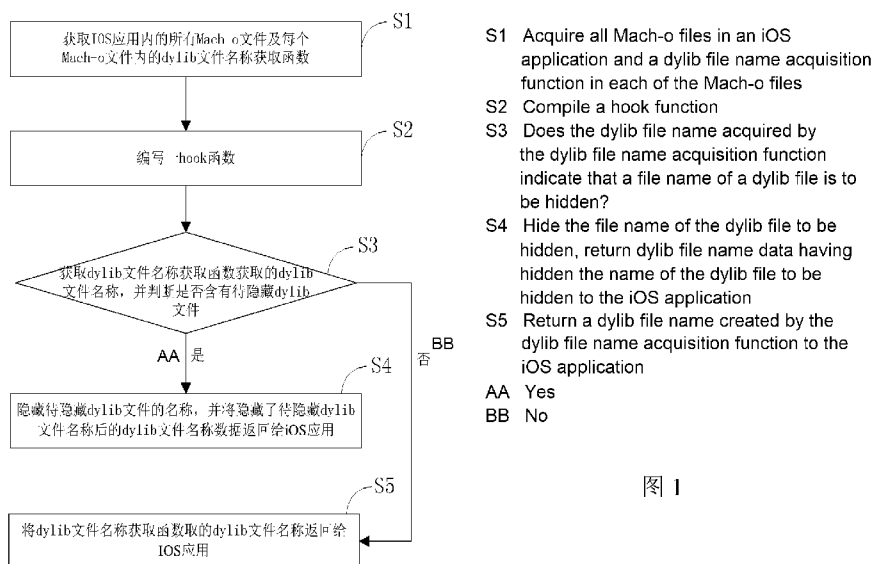 S1
获取IOS应用内的所有Mach-o文件及每个
Mach-o文件内的dylib文件名称获取函数
S2
编写 hook函数
S3
获取dylib文件名称获取函数获取的dylib
文件名称，并判断是否含有待隐藏dylib
文件
AA 是
BB
否
S4
隐藏待隐藏dylib文件的名称，并将隐藏了待隐藏dylib
文件名称后的dylib文件名称数据返回给iOS应用
S5
将dylib文件名称获取函数取的dylib文件名称返回给
IOS应用
S1 Acquire all Mach-o files in an iOS
application and a dylib file name acquisition
function in each of the Mach-o files
S2 Compile a hook function
S3 Does the dylib file name acquired by
the dylib file name acquisition function
indicate that a file name of a dylib file is to
be hidden?
S4 Hide the file name of the dylib file to be
hidden, return dylib file name data having
hidden the name of the dylib file to be
hidden to the iOS application
S5 Return a dylib file name created by the
dylib file name acquisition function to the
iOS application
AA Yes
BB No
图 1